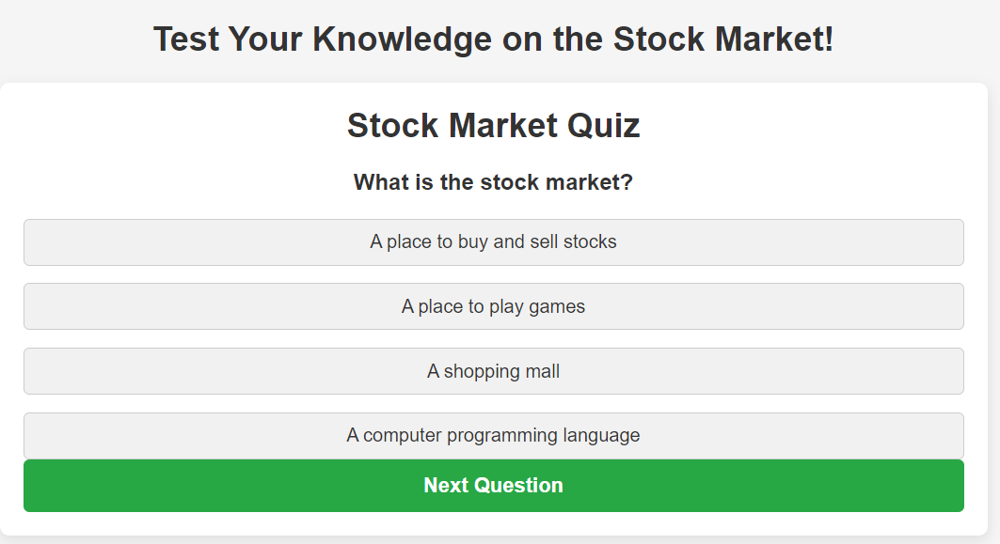 Test Your Knowledge on the Stock Market!
Stock Market Quiz
What is the stock market?
A place to buy and sell stocks
A place to play games
A shopping mall
A computer programming language
Next Question